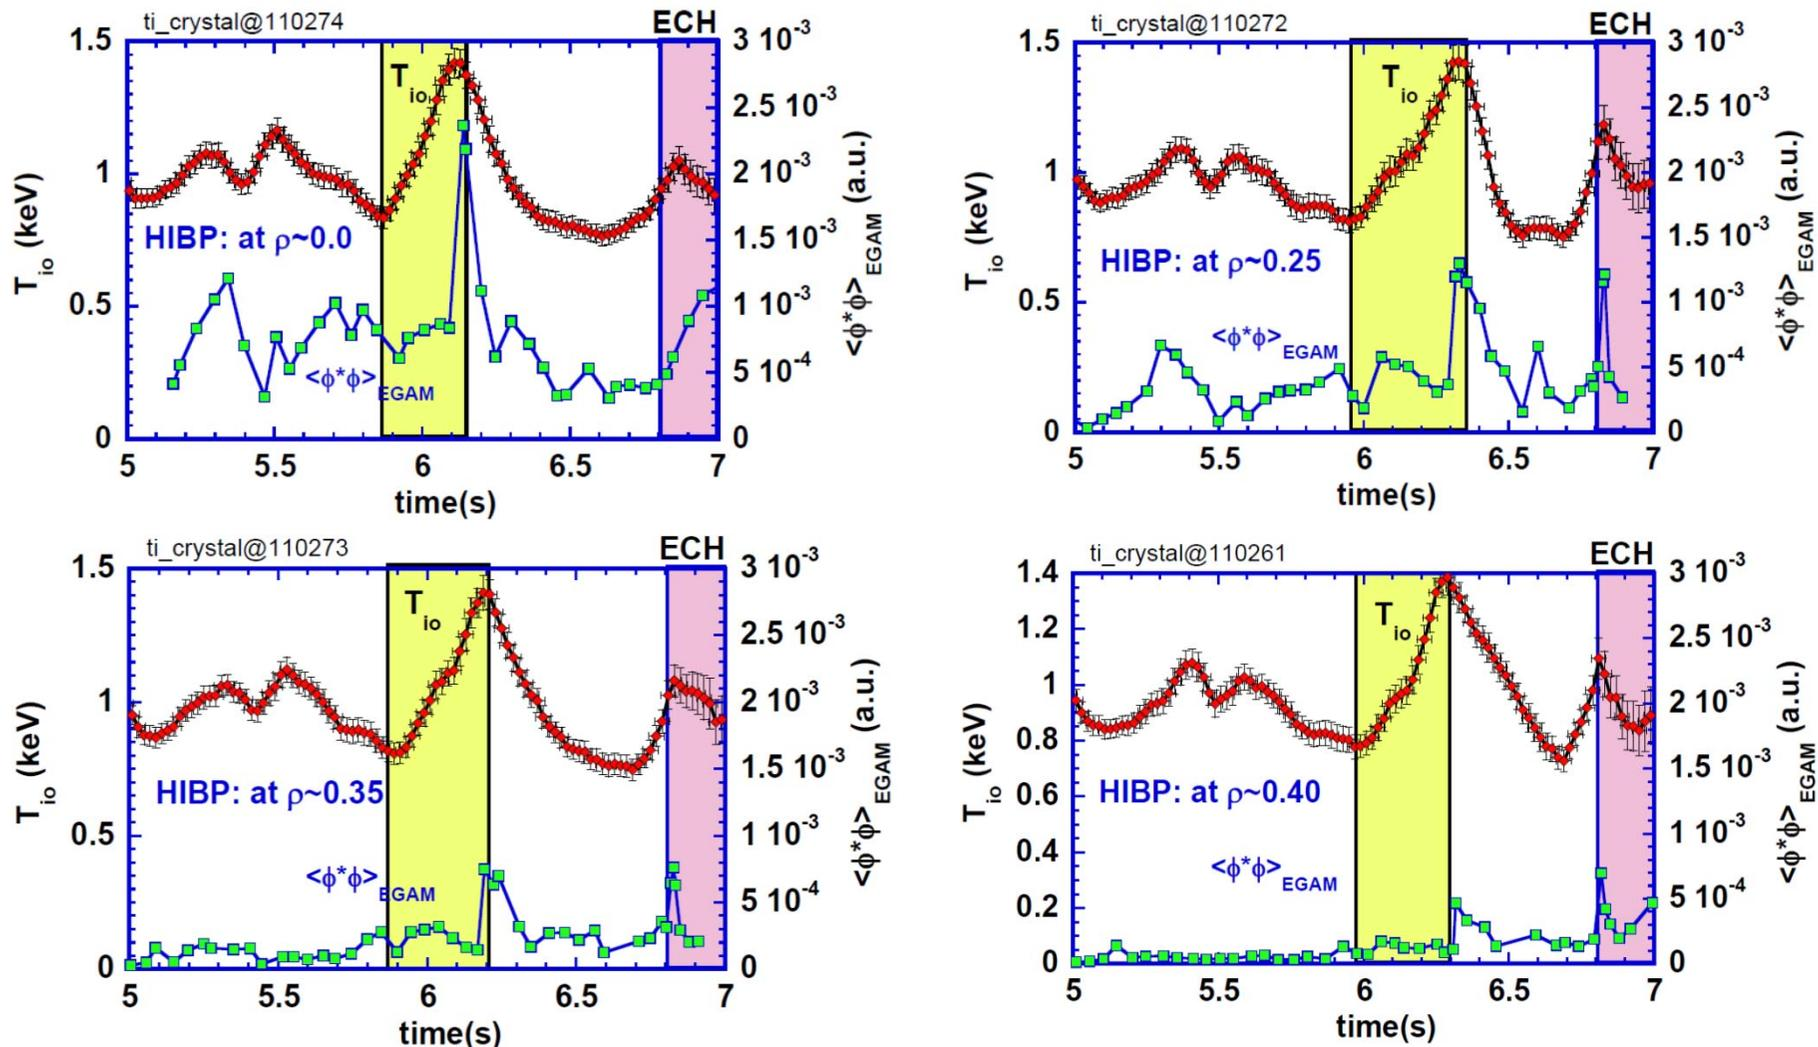 ti_crystal@110274
ECH
1.5
1
0.5
0
T_io (keV)
T_io
HIBP: at ρ~0.0
<ϕ*ϕ>_EGAM
3 10⁻³
2.5 10⁻³
2 10⁻³
1.5 10⁻³
1 10⁻³
5 10⁻⁴
0
<ϕ*ϕ>_EGAM (a.u.)
5 5.5 6 6.5 7
time(s)
ti_crystal@110272
ECH
1.5
1
0.5
0
T_io (keV)
T_io
HIBP: at ρ~0.25
<ϕ*ϕ>_EGAM
3 10⁻³
2.5 10⁻³
2 10⁻³
1.5 10⁻³
1 10⁻³
5 10⁻⁴
0
<ϕ*ϕ>_EGAM (a.u.)
5 5.5 6 6.5 7
time(s)
ti_crystal@110273
ECH
1.5
1
0.5
0
T_io (keV)
T_io
HIBP: at ρ~0.35
<ϕ*ϕ>_EGAM
3 10⁻³
2.5 10⁻³
2 10⁻³
1.5 10⁻³
1 10⁻³
5 10⁻⁴
0
<ϕ*ϕ>_EGAM (a.u.)
5 5.5 6 6.5 7
time(s)
ti_crystal@110261
ECH
1.4
1.2
1
0.8
0.6
0.4
0.2
0
T_io (keV)
T_io
HIBP: at ρ~0.40
<ϕ*ϕ>_EGAM
3 10⁻³
2.5 10⁻³
2 10⁻³
1.5 10⁻³
1 10⁻³
5 10⁻⁴
0
<ϕ*ϕ>_EGAM (a.u.)
5 5.5 6 6.5 7
time(s)